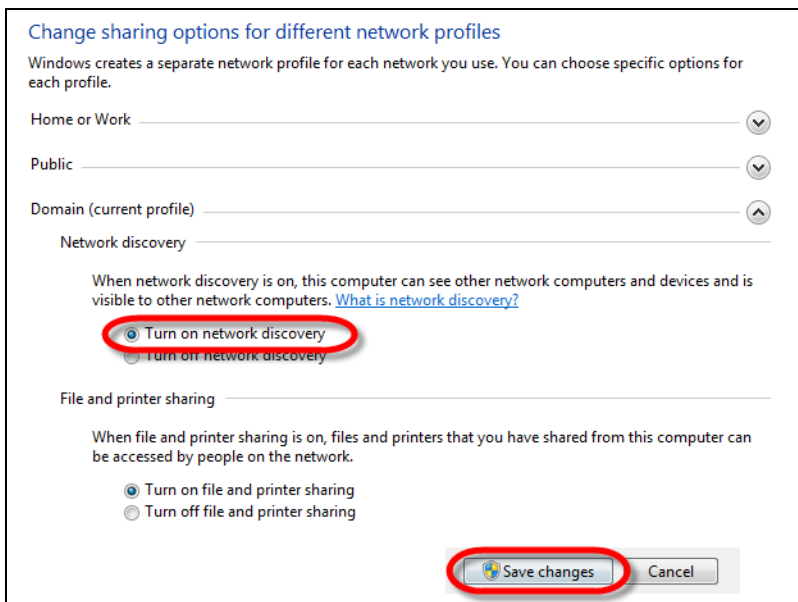 Change sharing options for different network profiles
Windows creates a separate network profile for each network you use. You can choose specific options for
each profile.
Home or Work
Public
Domain (current profile)
Network discovery
When network discovery is on, this computer can see other network computers and devices and is
visible to other network computers. What is network discovery?
Turn on network discovery
Turn off network discovery
File and printer sharing
When file and printer sharing is on, files and printers that you have shared from this computer can
be accessed by people on the network.
Turn on file and printer sharing
Turn off file and printer sharing
Save changes Cancel